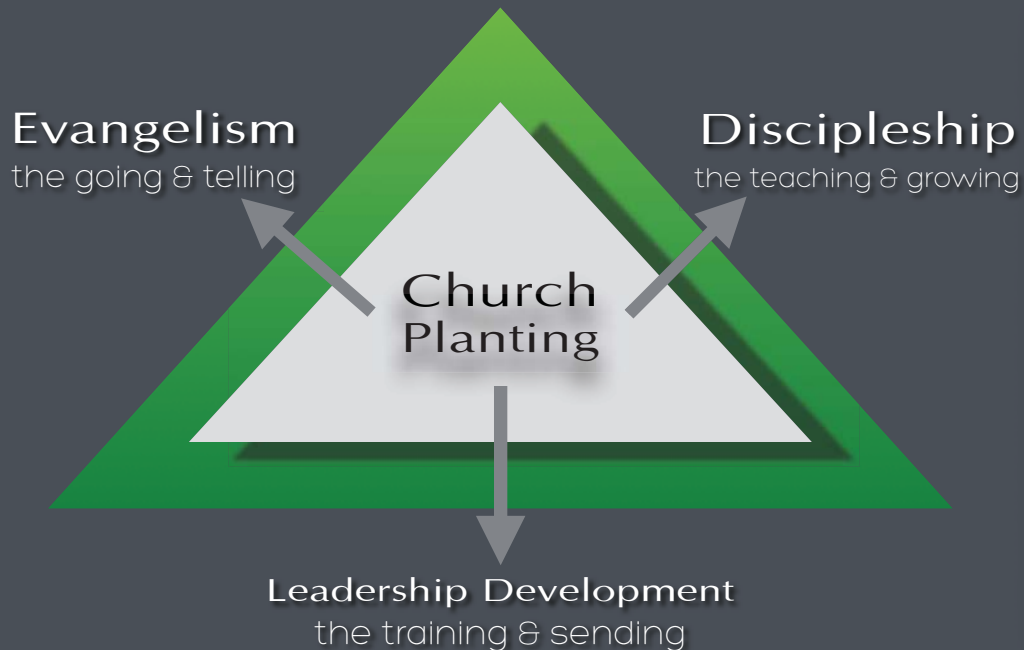 Evangelism
the going & telling
Discipleship
the teaching & growing
Church
Planting
Leadership Development
the training & sending